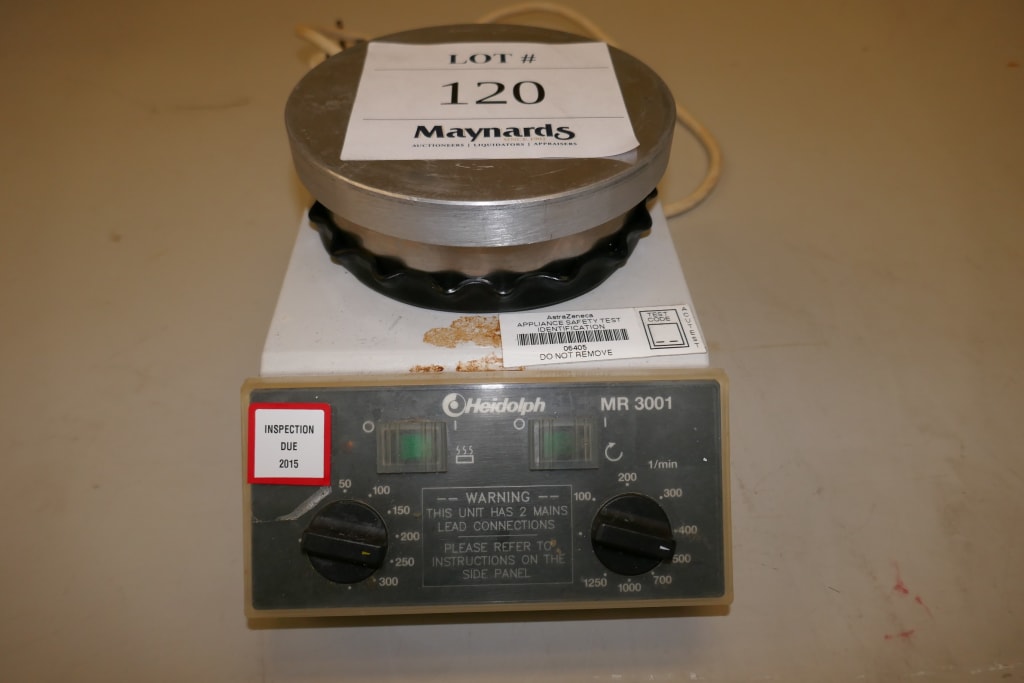 LOT #
120
Maynards
AUCTIONEERS | LIQUIDATORS | APPRAISERS
AstraZeneca
APPLIANCE SAFETY TEST
IDENTIFICATION
06405
DO NOT REMOVE
TEST
CODE
Heidolph
MR 3001
INSPECTION
DUE
2015
O I
O I
1/min
50
100
150
200
250
300
-- WARNING --
THIS UNIT HAS 2 MAINS
LEAD CONNECTIONS
PLEASE REFER TO
INSTRUCTIONS ON THE
SIDE PANEL
100
200
300
400
500
700
1000
1250